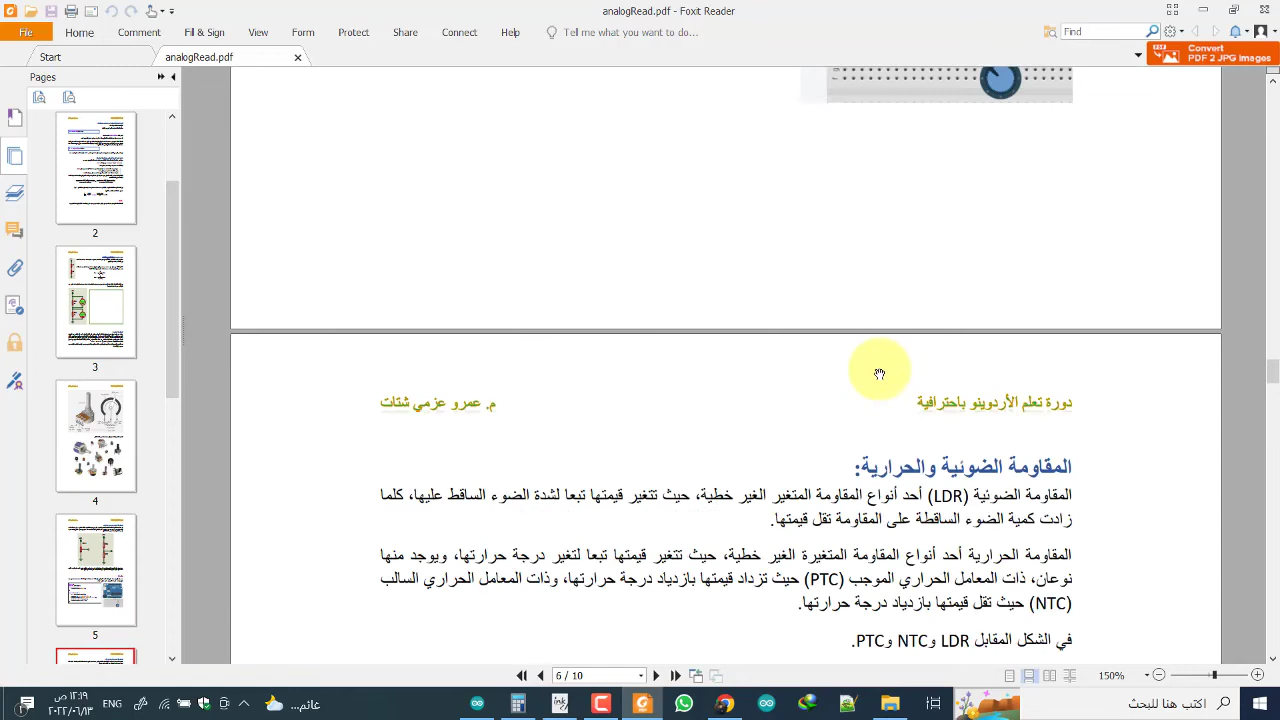 analogRead.pdf - Foxit Reader
File Home Comment Fill & Sign View Form Protect Share Connect Help Tell me what you want to do... Find
Start analogRead.pdf
Convert
PDF 2 JPG Images
Pages
2
3
4
5
دورة تعلم الأردوينو باحترافية
م. عمرو عزمي شتات
المقاومة الضوئية والحرارية:
المقاومة الضوئية (LDR) أحد أنواع المقاومة المتغير الغير خطية، حيث تتغير قيمتها تبعا لشدة الضوء الساقط عليها، كلما
زادت كمية الضوء الساقطة على المقاومة تقل قيمتها.
المقاومة الحرارية أحد أنواع المقاومة المتغيرة الغير خطية، حيث تتغير قيمتها تبعا لتغير درجة حرارتها، ويوجد منها
نوعان، ذات المعامل الحراري الموجب (PTC) حيث تزداد قيمتها بازدياد درجة حرارتها، وذات المعامل الحراري السالب
(NTC) حيث تقل قيمتها بازدياد درجة حرارتها.
في الشكل المقابل LDR وNTC وPTC.
6 / 10
150%
اكتب هنا للبحث
غائم...
ENG
١٢:١٩ ص